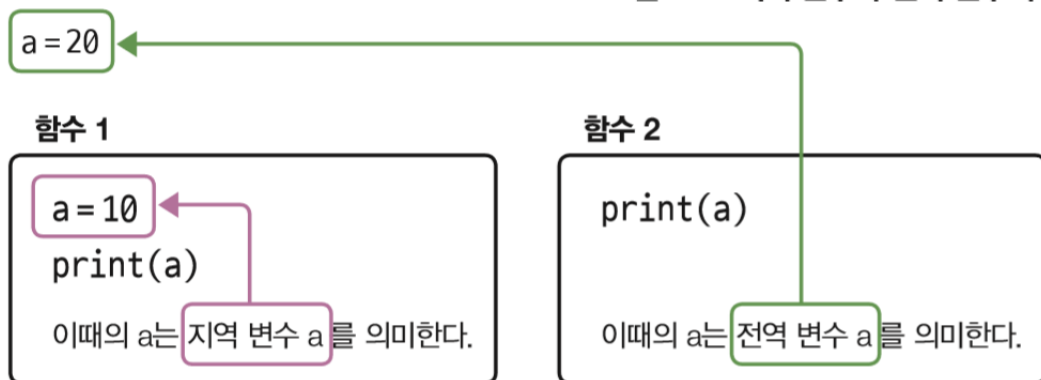 a = 20
함수 1
a = 10
print(a)
이때의 a는 지역 변수 a를 의미한다.
함수 2
print(a)
이때의 a는 전역 변수 a를 의미한다.